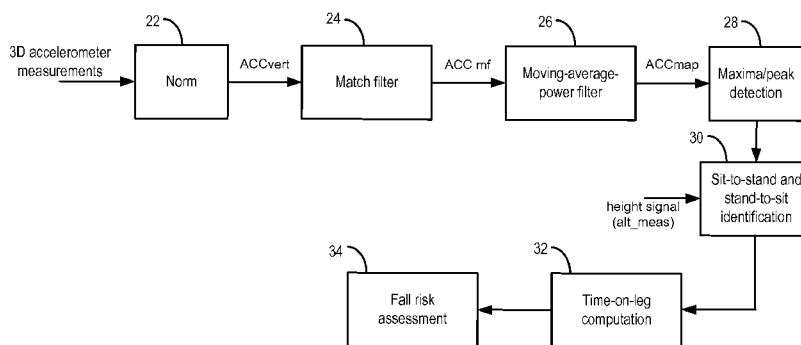 22
24
26
28
3D accelerometer
measurements
Norm
ACCvert
Match filter
ACC mf
Moving-average-
power filter
ACCmap
Maxima/peak
detection
30
Sit-to-stand and
stand-to-sit
identification
height signal
(alt_meas)
34
32
Fall risk
assessment
Time-on-leg
computation